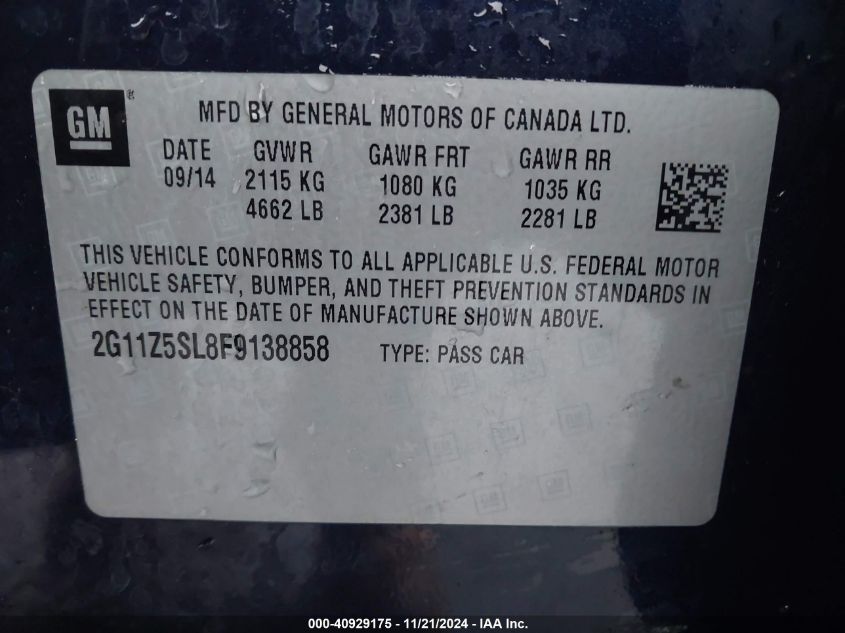 GM ®
MFD BY GENERAL MOTORS OF CANADA LTD.
DATE GVWR GAWR FRT GAWR RR
09/14 2115 KG 1080 KG 1035 KG
4662 LB 2381 LB 2281 LB
THIS VEHICLE CONFORMS TO ALL APPLICABLE U.S. FEDERAL MOTOR
VEHICLE SAFETY, BUMPER, AND THEFT PREVENTION STANDARDS IN
EFFECT ON THE DATE OF MANUFACTURE SHOWN ABOVE.
2G11Z5SL8F9138858 TYPE: PASS CAR
000-40929175 - 11/21/2024 - IAA Inc.